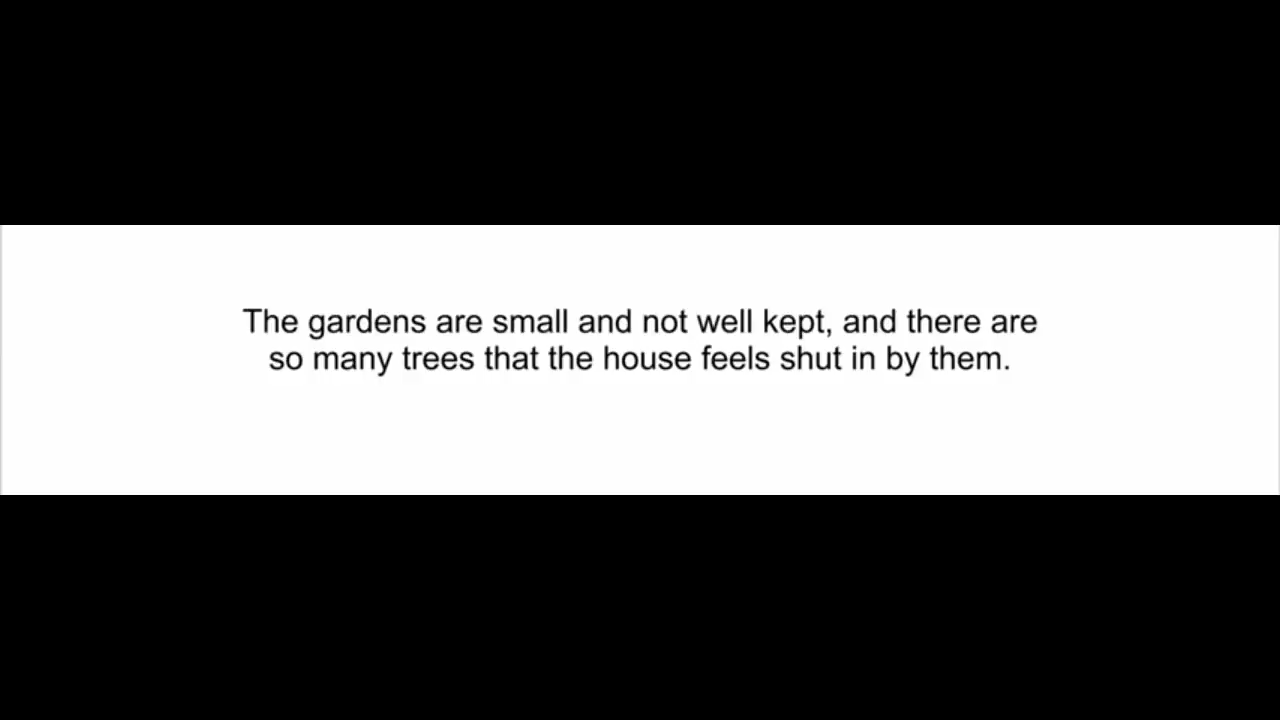 The gardens are small and not well kept, and there are
so many trees that the house feels shut in by them.